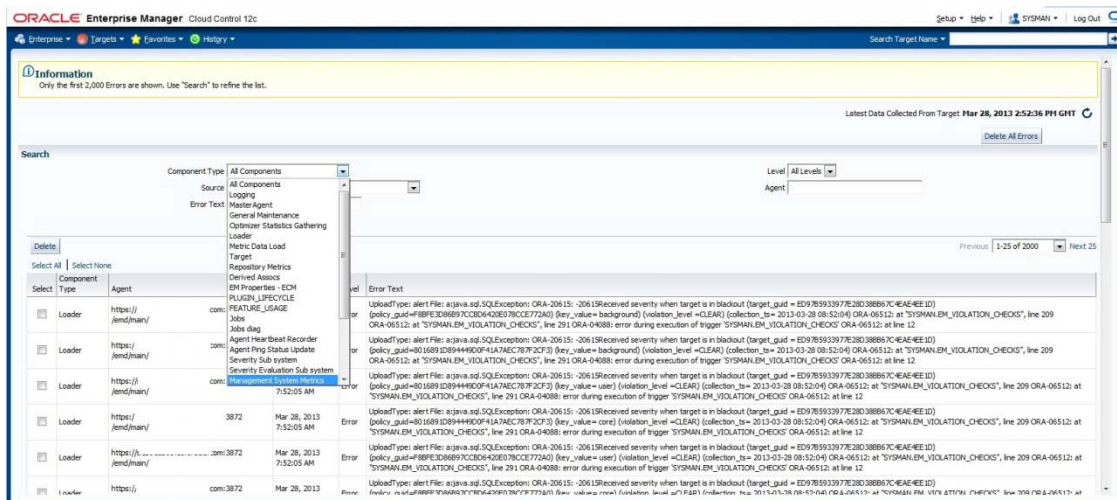 ORACLE Enterprise Manager Cloud Control 12c
Setup Help SYSMAN Log Out
Enterprise Targets Favorites History
Search Target Name
Information
Only the first 2,000 Errors are shown. Use "Search" to refine the list.
Latest Data Collected From Target Mar 28, 2013 2:52:36 PM GMT
Delete All Errors
Search
Component Type All Components
Level All Levels
Source
Agent
Error Text
All Components
Logging
MasterAgent
General Maintenance
Optimizer Statistics Gathering
Loader
Metric Data Load
Target
Repository Metrics
Derived Assocs
EM Properties - ECM
PLUGIN_LIFECYCLE
FEATURE_USAGE
Jobs
Jobs diag
Agent Heartbeat Recorder
Agent Ping Status Update
Severity Sub system
Severity Evaluation Sub system
Management System Metrics
Delete
Previous 1-25 of 2000 Next 25
Select All Select None
Select Component Type Agent Error Text
Loader https:// com: /emd/main/
UploadType: alert File: a:java.sql.SQLException: ORA-20615: -20615Received severity when target is in blackout
(key_value= background) (violation_level =CLEAR) (collection_ts= 2013-03-28 08:52:04) ORA-06512: at "SYSMAN.EM_VIOLATION_CHECKS", line 209
ORA-06512: at "SYSMAN.EM_VIOLATION_CHECKS", line 291 ORA-04088: error during execution of trigger 'SYSMAN.EM_VIOLATION_CHECKS' ORA-06512: at line 12
Loader https:/ com: /emd/main/
UploadType: alert File: a:java.sql.SQLException: ORA-20615: -20615Received severity when target is in blackout
(key_value= background) (violation_level =CLEAR) (collection_ts= 2013-03-28 08:52:04) ORA-06512: at "SYSMAN.EM_VIOLATION_CHECKS", line 209
ORA-06512: at "SYSMAN.EM_VIOLATION_CHECKS", line 291 ORA-04088: error during execution of trigger 'SYSMAN.EM_VIOLATION_CHECKS' ORA-06512: at line 12
Loader https:// com: /emd/main/ 7:52:05 AM Error
UploadType: alert File: a:java.sql.SQLException: ORA-20615: -20615Received severity when target is in blackout
(key_value= user) (violation_level =CLEAR) (collection_ts= 2013-03-28 08:52:04) ORA-06512: at "SYSMAN.EM_VIOLATION_CHECKS", line 209 ORA-06512: at
"SYSMAN.EM_VIOLATION_CHECKS", line 291 ORA-04088: error during execution of trigger 'SYSMAN.EM_VIOLATION_CHECKS' ORA-06512: at line 12
Loader https:/ 3872 /emd/main/ Mar 28, 2013 7:52:05 AM Error
UploadType: alert File: a:java.sql.SQLException: ORA-20615: -20615Received severity when target is in blackout
(key_value= core) (violation_level =CLEAR) (collection_ts= 2013-03-28 08:52:04) ORA-06512: at "SYSMAN.EM_VIOLATION_CHECKS", line 209 ORA-06512: at
"SYSMAN.EM_VIOLATION_CHECKS", line 291 ORA-04088: error during execution of trigger 'SYSMAN.EM_VIOLATION_CHECKS' ORA-06512: at line 12
Loader com:3872 /emd/main/ Mar 28, 2013 7:52:05 AM Error
UploadType: alert File: a:java.sql.SQLException: ORA-20615: -20615Received severity when target is in blackout
(key_value= user) (violation_level =CLEAR) (collection_ts= 2013-03-28 08:52:04) ORA-06512: at "SYSMAN.EM_VIOLATION_CHECKS", line 209 ORA-06512: at
"SYSMAN.EM_VIOLATION_CHECKS", line 291 ORA-04088: error during execution of trigger 'SYSMAN.EM_VIOLATION_CHECKS' ORA-06512: at line 12
Loader https:// com:3872 Mar 28, 2013 Error
UploadType: alert File: a:java.sql.SQLException: ORA-20615: -20615Received severity when target is in blackout